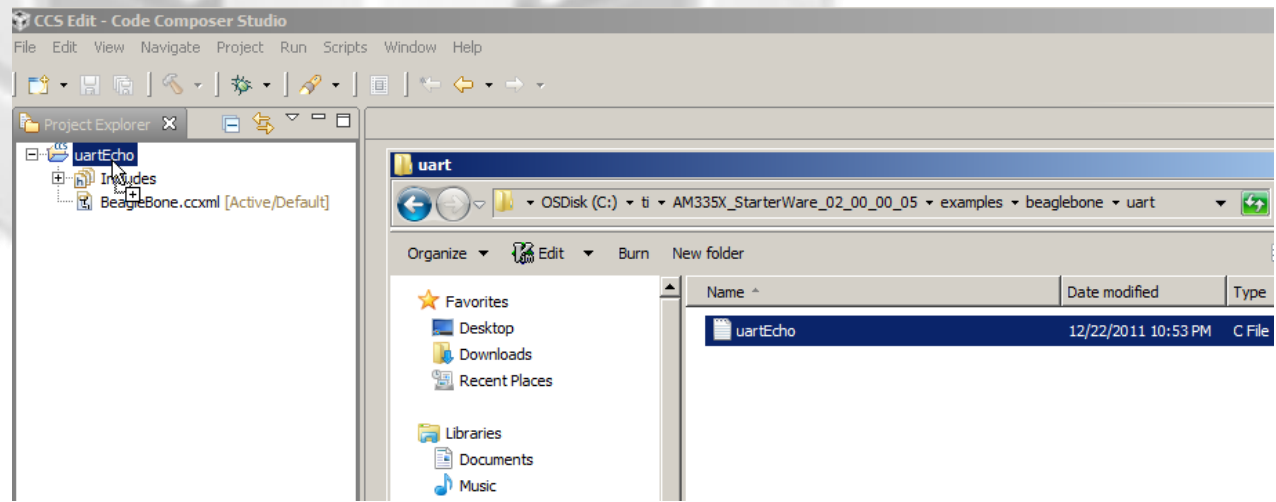 CCS Edit - Code Composer Studio
File Edit View Navigate Project Run Scripts Window Help
Project Explorer
uartEcho
Includes
BeagleBone.ccxml [Active/Default]
uart
OSDisk (C:) ti AM335X_StarterWare_02_00_00_05 examples beaglebone uart
Organize Edit Burn New folder
Favorites
Desktop
Downloads
Recent Places
Libraries
Documents
Music
Name Date modified Type
uartEcho 12/22/2011 10:53 PM C File